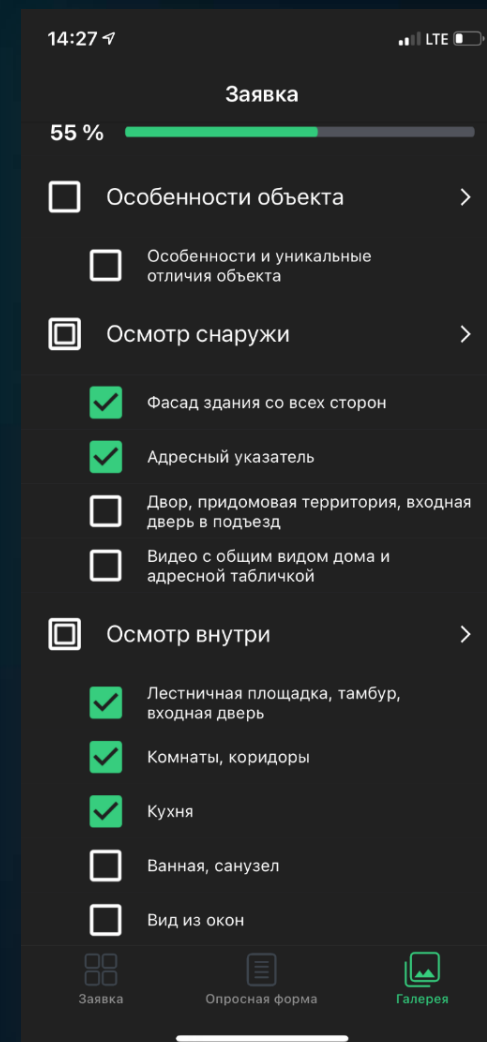 14:27
LTE
Заявка
55 %
Особенности объекта
Особенности и уникальные
отличия объекта
Осмотр снаружи
Фасад здания со всех сторон
Адресный указатель
Двор, придомовая территория, входная
дверь в подъезд
Видео с общим видом дома и
адресной табличкой
Осмотр внутри
Лестничная площадка, тамбур,
входная дверь
Комнаты, коридоры
Кухня
Ванная, санузел
Вид из окон
Заявка
Опросная форма
Галерея